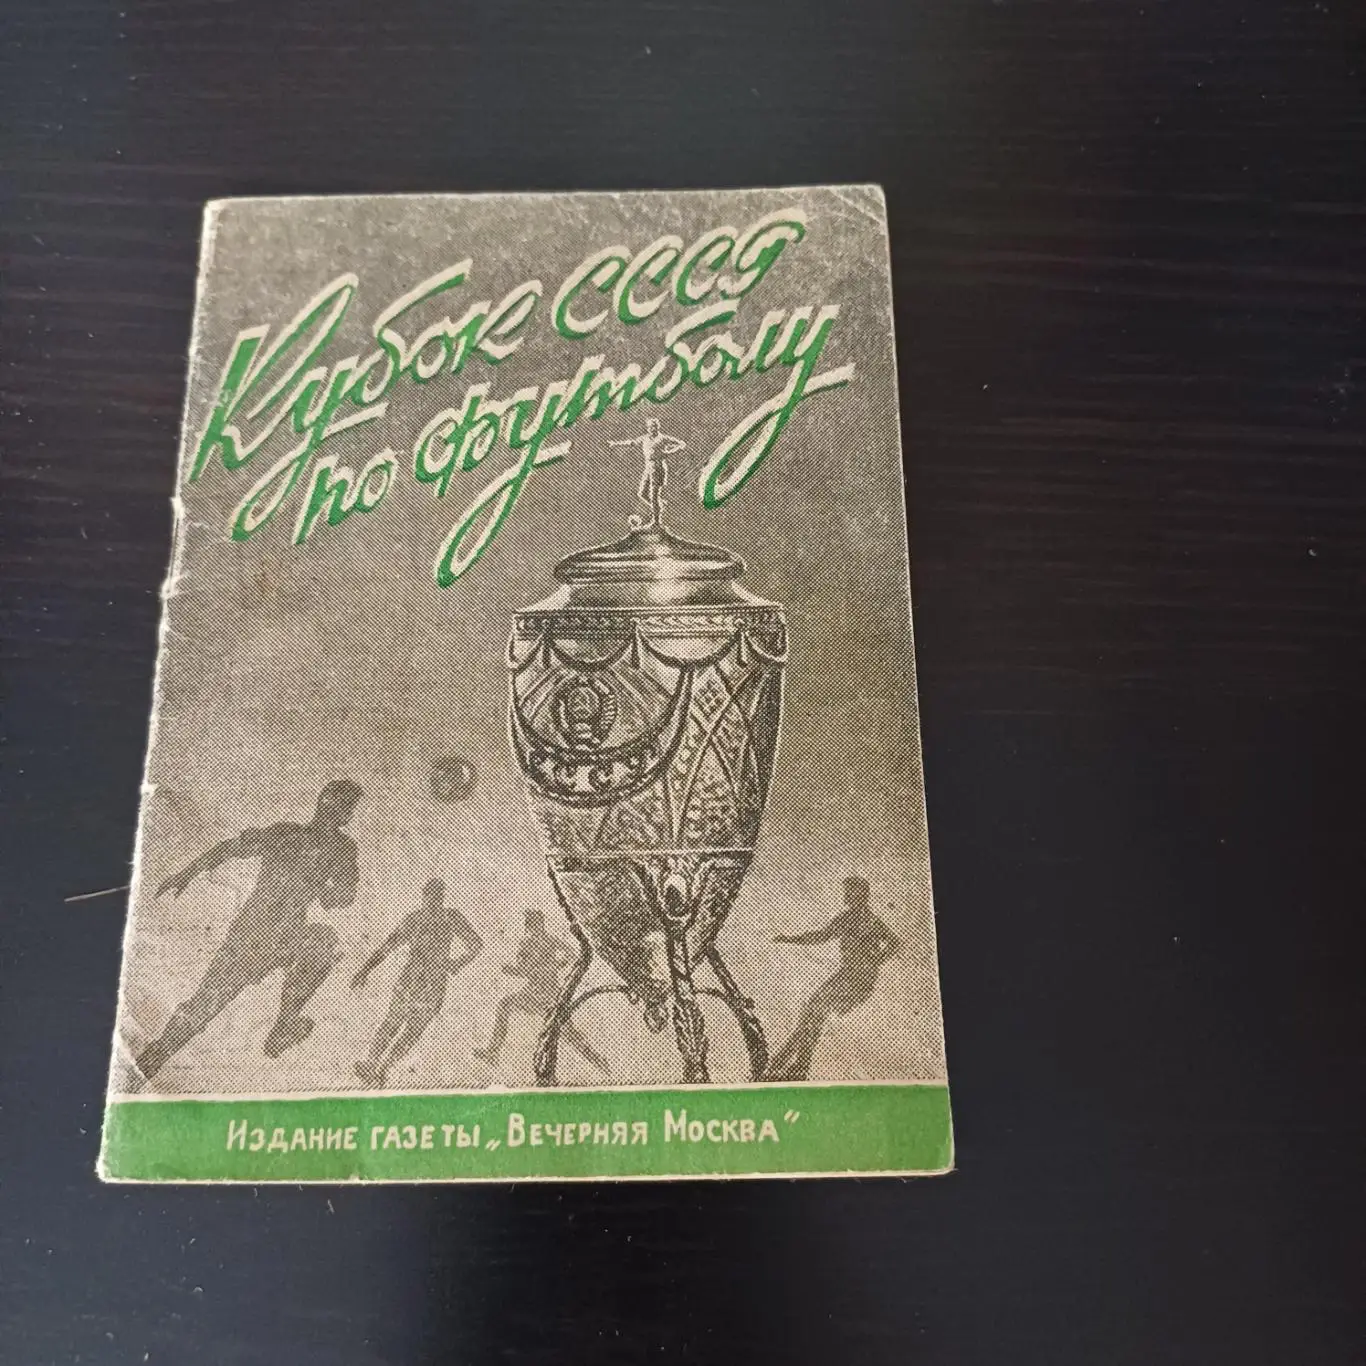 Кубок СССР
по футболу
Издание газеты „Вечерняя Москва"